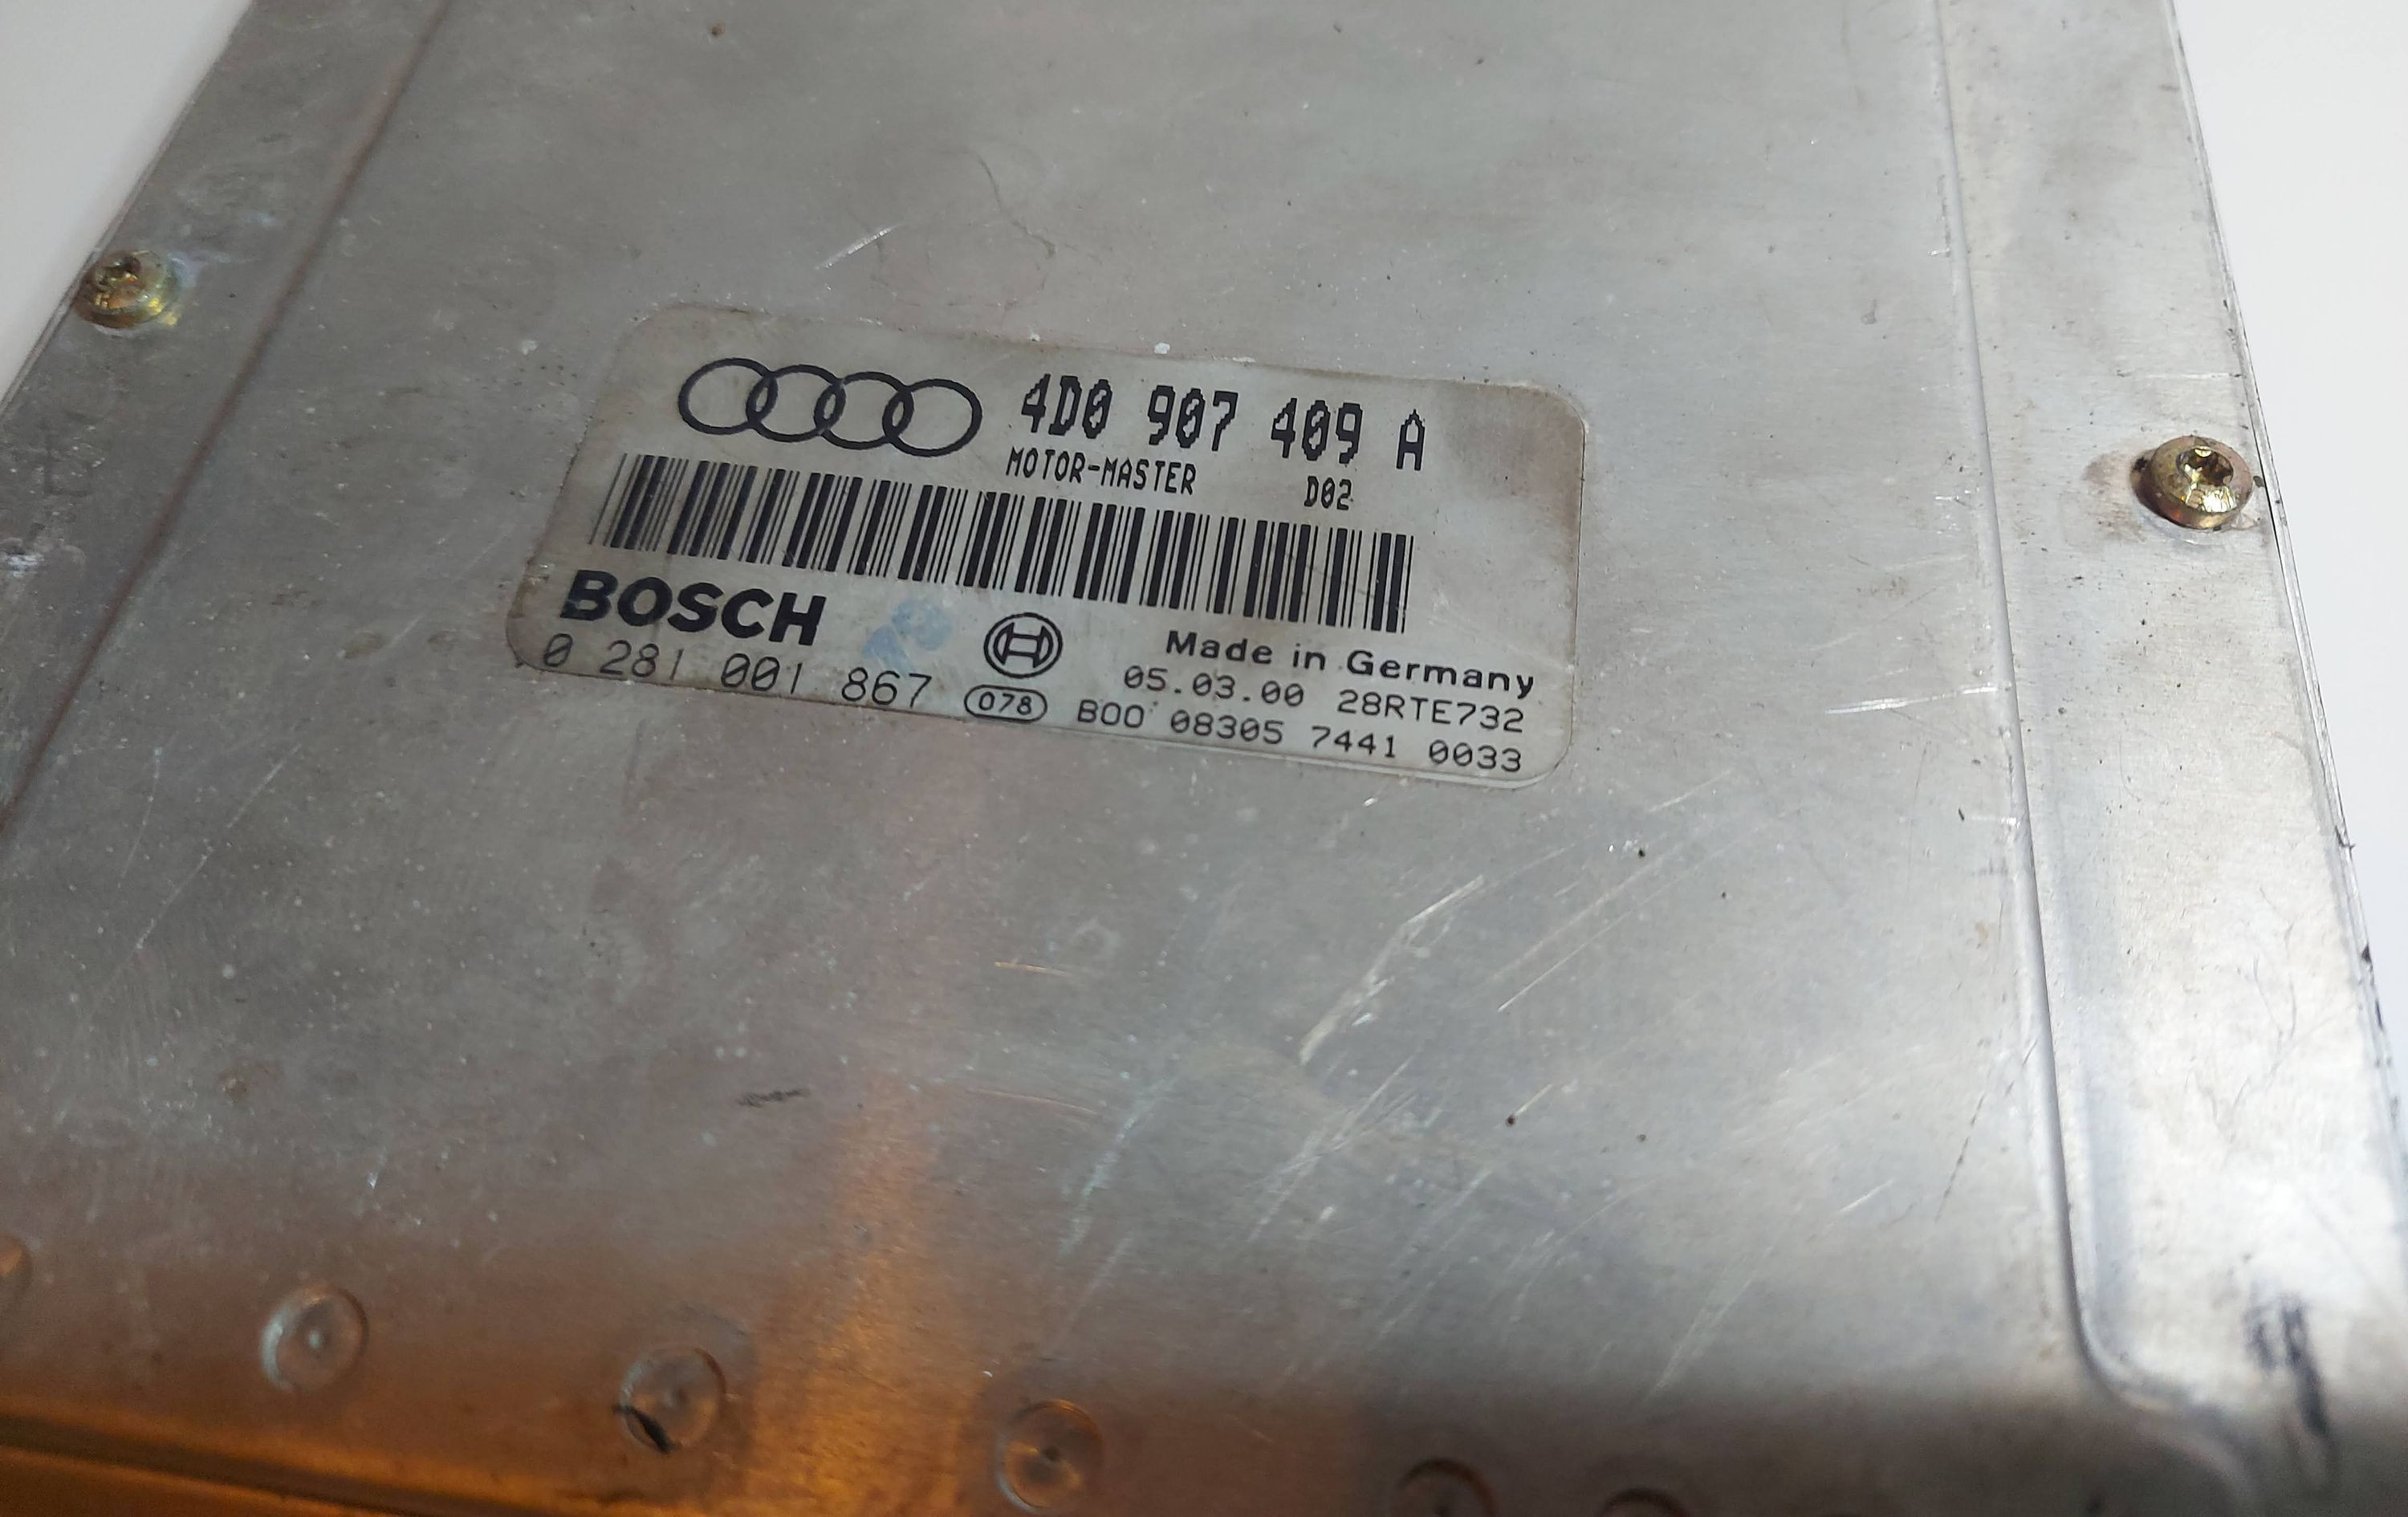 4D0 907 409 A
MOTOR-MASTER D02
BOSCH
Made in Germany
0 281 001 867
05.03.00 28RTE732
078 B00 08305 7441 0033